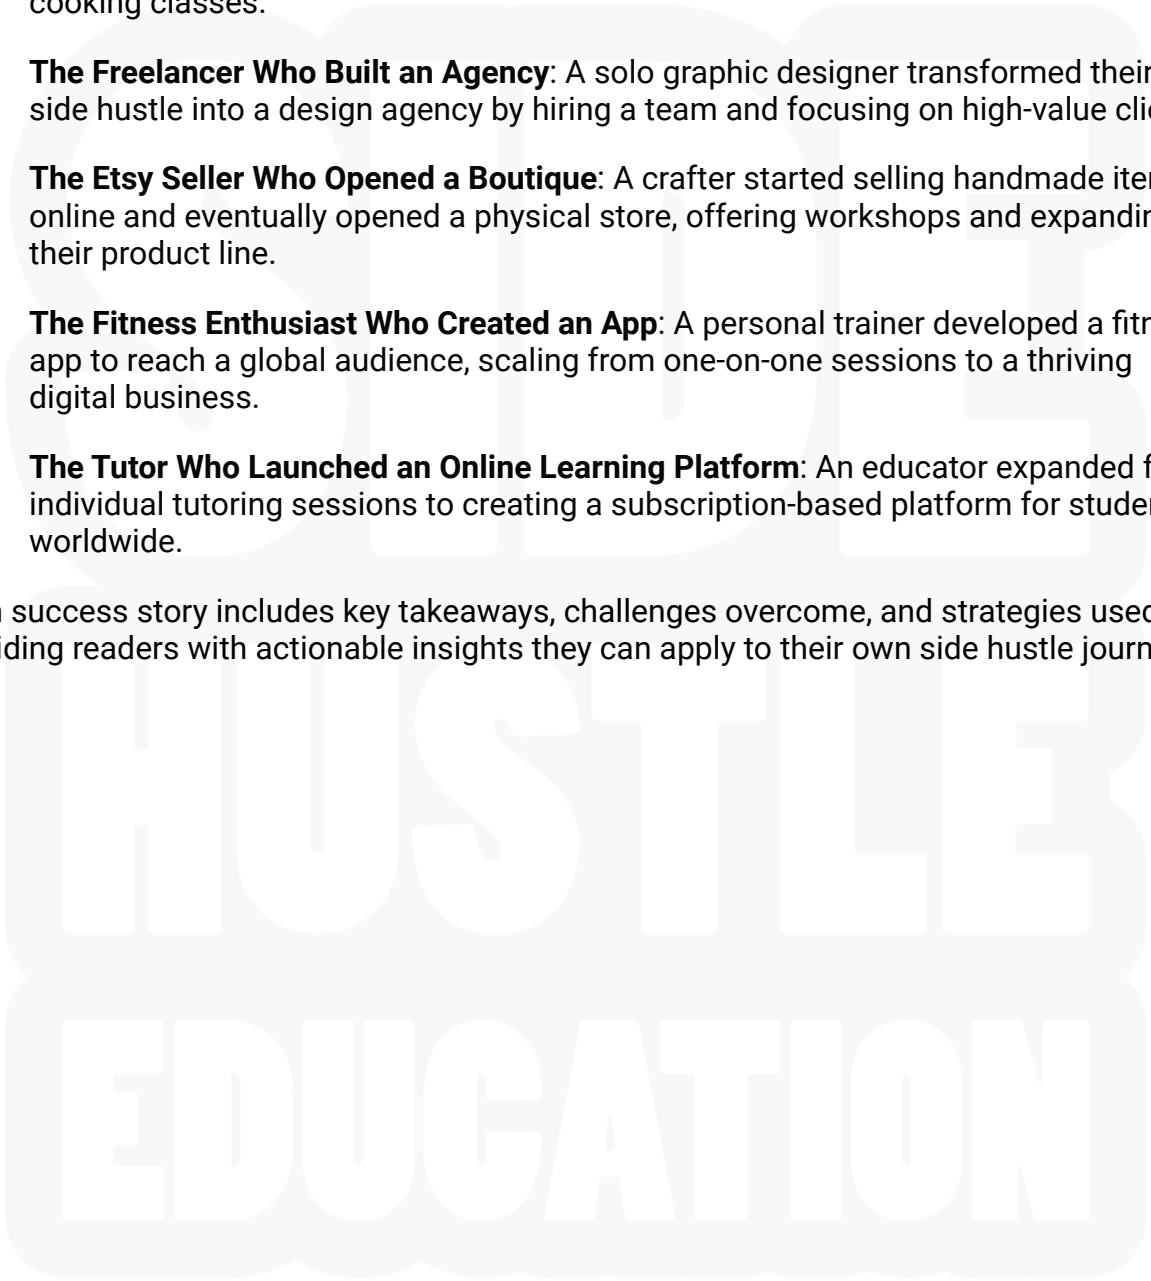 cooking classes.
The Freelancer Who Built an Agency: A solo graphic designer transformed their
side hustle into a design agency by hiring a team and focusing on high-value
The Etsy Seller Who Opened a Boutique: A crafter started selling handmade
online and eventually opened a physical store, offering workshops and
their product line.
The Fitness Enthusiast Who Created an App: A personal trainer developed a
app to reach a global audience, scaling from one-on-one sessions to a thriving
digital business.
The Tutor Who Launched an Online Learning Platform: An educator expanded
individual tutoring sessions to creating a subscription-based platform for
worldwide.
success story includes key takeaways, challenges overcome, and strategies used
readers with actionable insights they can apply to their own side hustle
SIDE
HUSTLE
EDUCATION